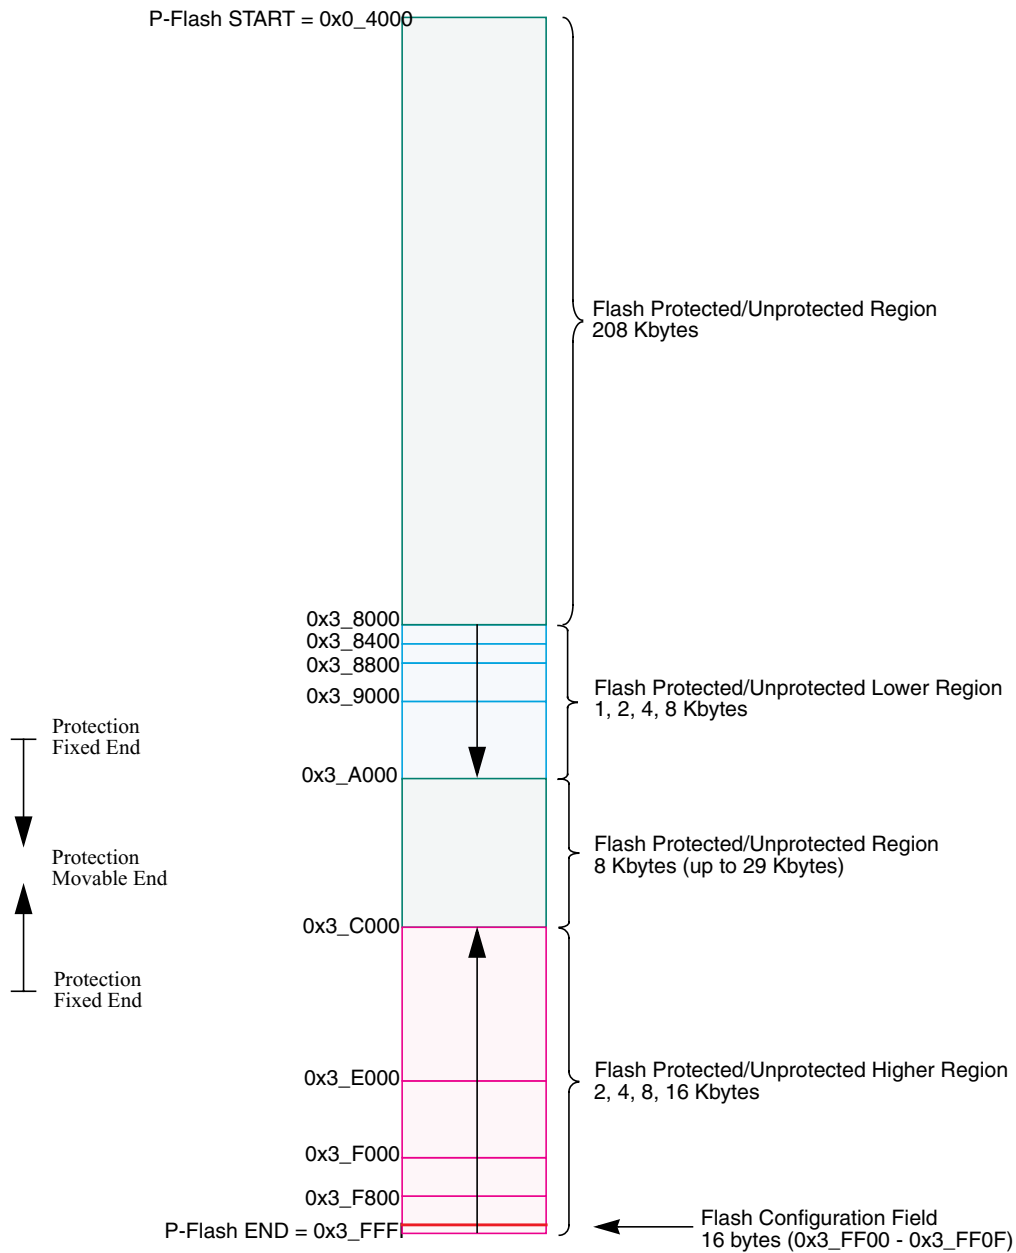 P-Flash START = 0x0_4000
Flash Protected/Unprotected Region
208 Kbytes
0x3_8000
0x3_8400
0x3_8800
0x3_9000
Flash Protected/Unprotected Lower Region
1, 2, 4, 8 Kbytes
Protection
Fixed End
0x3_A000
Protection
Movable End
Flash Protected/Unprotected Region
8 Kbytes (up to 29 Kbytes)
0x3_C000
Protection
Fixed End
0x3_E000
Flash Protected/Unprotected Higher Region
2, 4, 8, 16 Kbytes
0x3_F000
0x3_F800
P-Flash END = 0x3_FFF
Flash Configuration Field
16 bytes (0x3_FF00 - 0x3_FF0F)